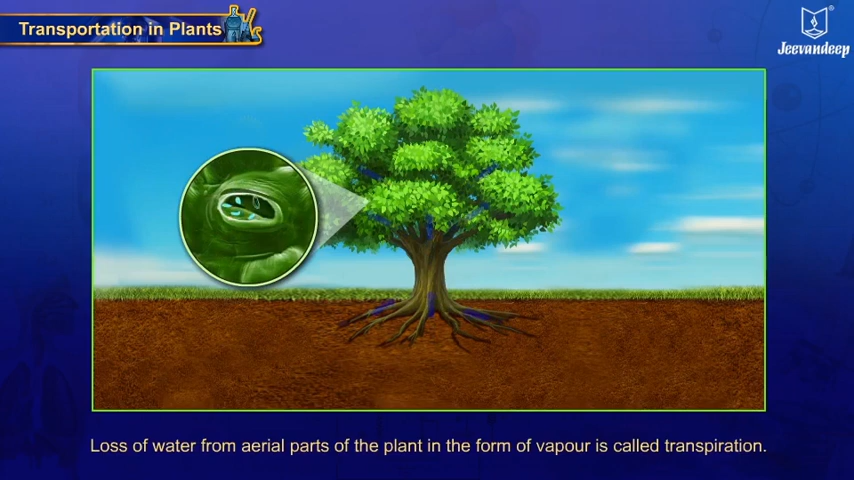 Transportation in Plants
Jeevandeep
Loss of water from aerial parts of the plant in the form of vapour is called transpiration.